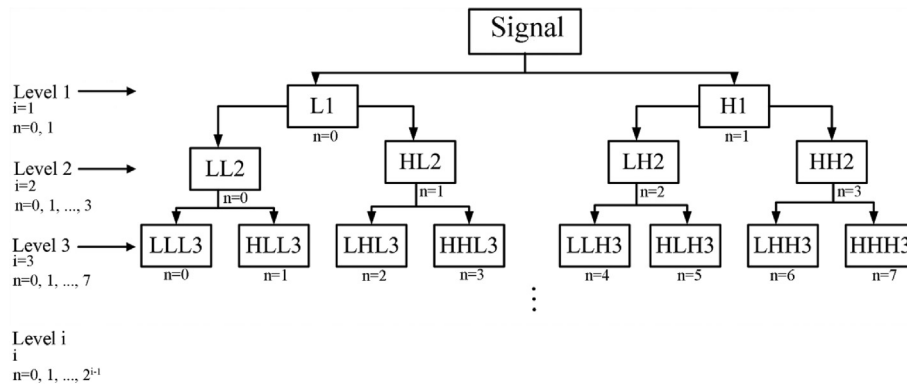 Signal
Level 1
i=1
n=0, 1
L1
n=0
H1
n=1
Level 2
i=2
n=0, 1, ..., 3
LL2
n=0
HL2
n=1
LH2
n=2
HH2
n=3
Level 3
i=3
n=0, 1, ..., 7
LLL3
n=0
HLL3
n=1
LHL3
n=2
HHL3
n=3
LLH3
n=4
HLH3
n=5
LHH3
n=6
HHH3
n=7
⋮
Level i
i
n=0, 1, ..., 2^{i-1}